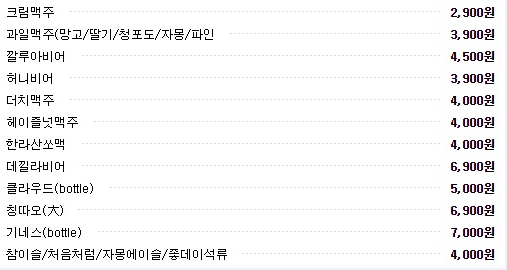 크림맥주 2,900원
과일맥주(망고/딸기/청포도/자몽/파인 3,900원
깔루아비어 4,500원
허니비어 3,900원
더치맥주 4,000원
헤이즐넛맥주 4,000원
한라산쏘맥 4,000원
데낄라비어 6,900원
클라우드(bottle) 5,000원
칭따오(大) 6,900원
기네스(bottle) 7,000원
참이슬/처음처럼/자몽에이슬/좋데이석류 4,000원